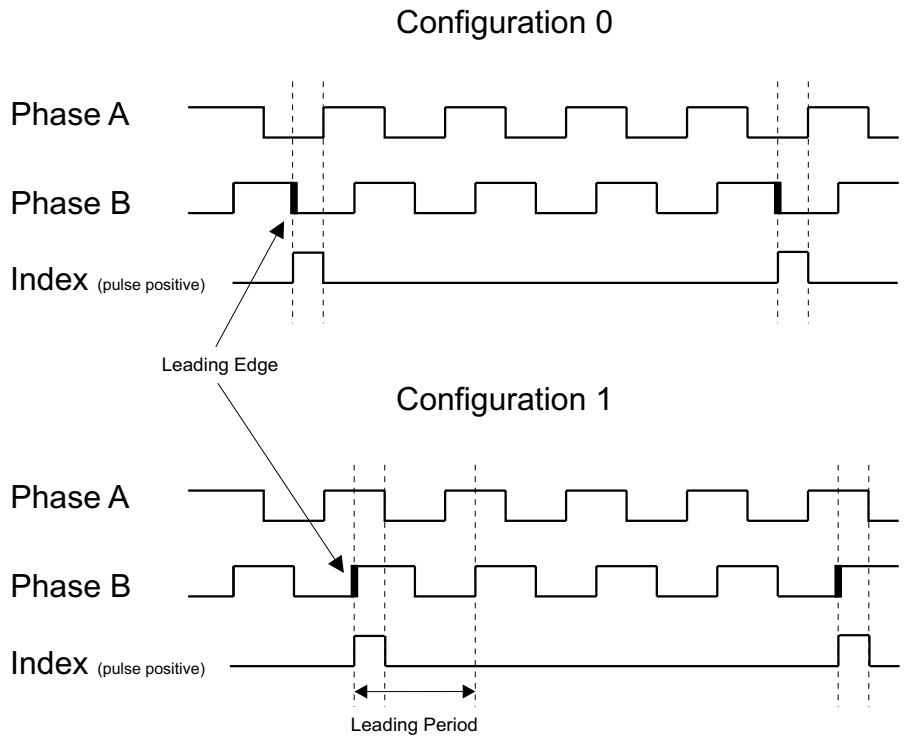 Configuration 0
Phase A
Phase B
Index (pulse positive)
Leading Edge
Configuration 1
Phase A
Phase B
Index (pulse positive)
Leading Period